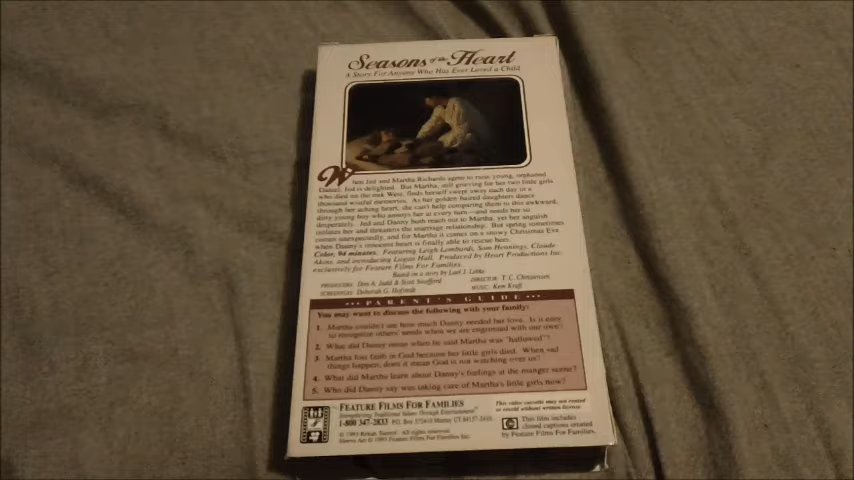 Seasons of the Heart
A Story For Anyone Who Has Ever Loved a Child
When Jed and Martha Richards agree to raise young, orphaned
Daniel, Jed is delighted. But Martha, still grieving for her two little girls
who died on the trek West, finds herself swept away each day in a
thousand wistful memories. As her golden haired daughters dance
through her aching heart, she can't help comparing them to this awkward,
dirty young boy who annoys her at every turn—and needs her so
desperately. Jed and Danny both reach out to Martha, yet her anguish
isolates her and threatens the marriage relationship. But spring sometimes
comes unexpectedly, and for Martha it comes on a snowy Christmas Eve
when Danny's innocent heart is finally able to rescue hers.
Color, 94 minutes. Featuring Leigh Lombardi, Sam Hennings, Claude
Akins, and introducing Logan Hall. Produced by Heart Productions Inc.
exclusively for Feature Films For Families.
Based on a story by Lael J.
PRODUCERS: Don A. Judd & Scott Swofford DIRECTOR: T. C. Christensen
SCREENPLAY: Deborah G. MUSIC: Kurt
PARENT'S GUIDE
You may want to discuss the following with your family:
1. Martha couldn't see how much Danny needed her love. Is it easy
to recognize others' needs when we are engrossed with our own?
2. What did Danny mean when he said Martha was "hallowed"?
3. Martha lost faith in God because her little girls died. When sad
things happen, does it mean God is not watching over us?
4. What did Martha learn about Danny's feelings at the manger scene?
5. Who did Danny say was taking care of Martha's little girls now?
FEATURE FILMS FOR FAMILIES
Strengthening Traditional Values Through Entertainment
1-800 347-2833 P.O. Box 572410 Murray UT 84157-2410
© 1993 All rights reserved
© 1993 Feature Films For Families Inc.
This video cassette may not be rented
or resold without written license
This film includes
closed captions created
by Feature Films For Families.